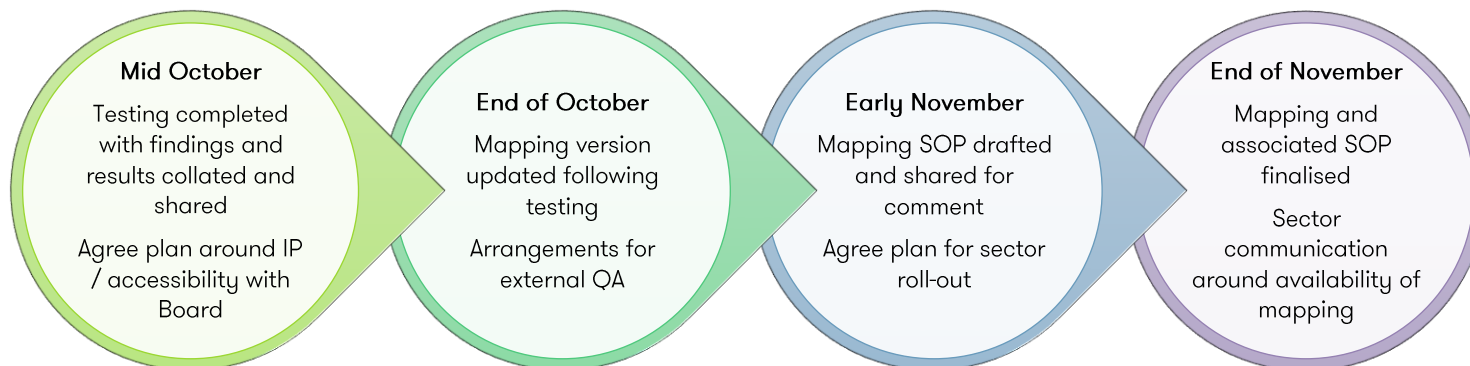 Mid October
Testing completed
with findings and
results collated and
shared
Agree plan around IP
/ accessibility with
Board
End of October
Mapping version
updated following
testing
Arrangements for
external QA
Early November
Mapping SOP drafted
and shared for
comment
Agree plan for sector
roll-out
End of November
Mapping and
associated SOP
finalised
Sector
communication
around availability of
mapping